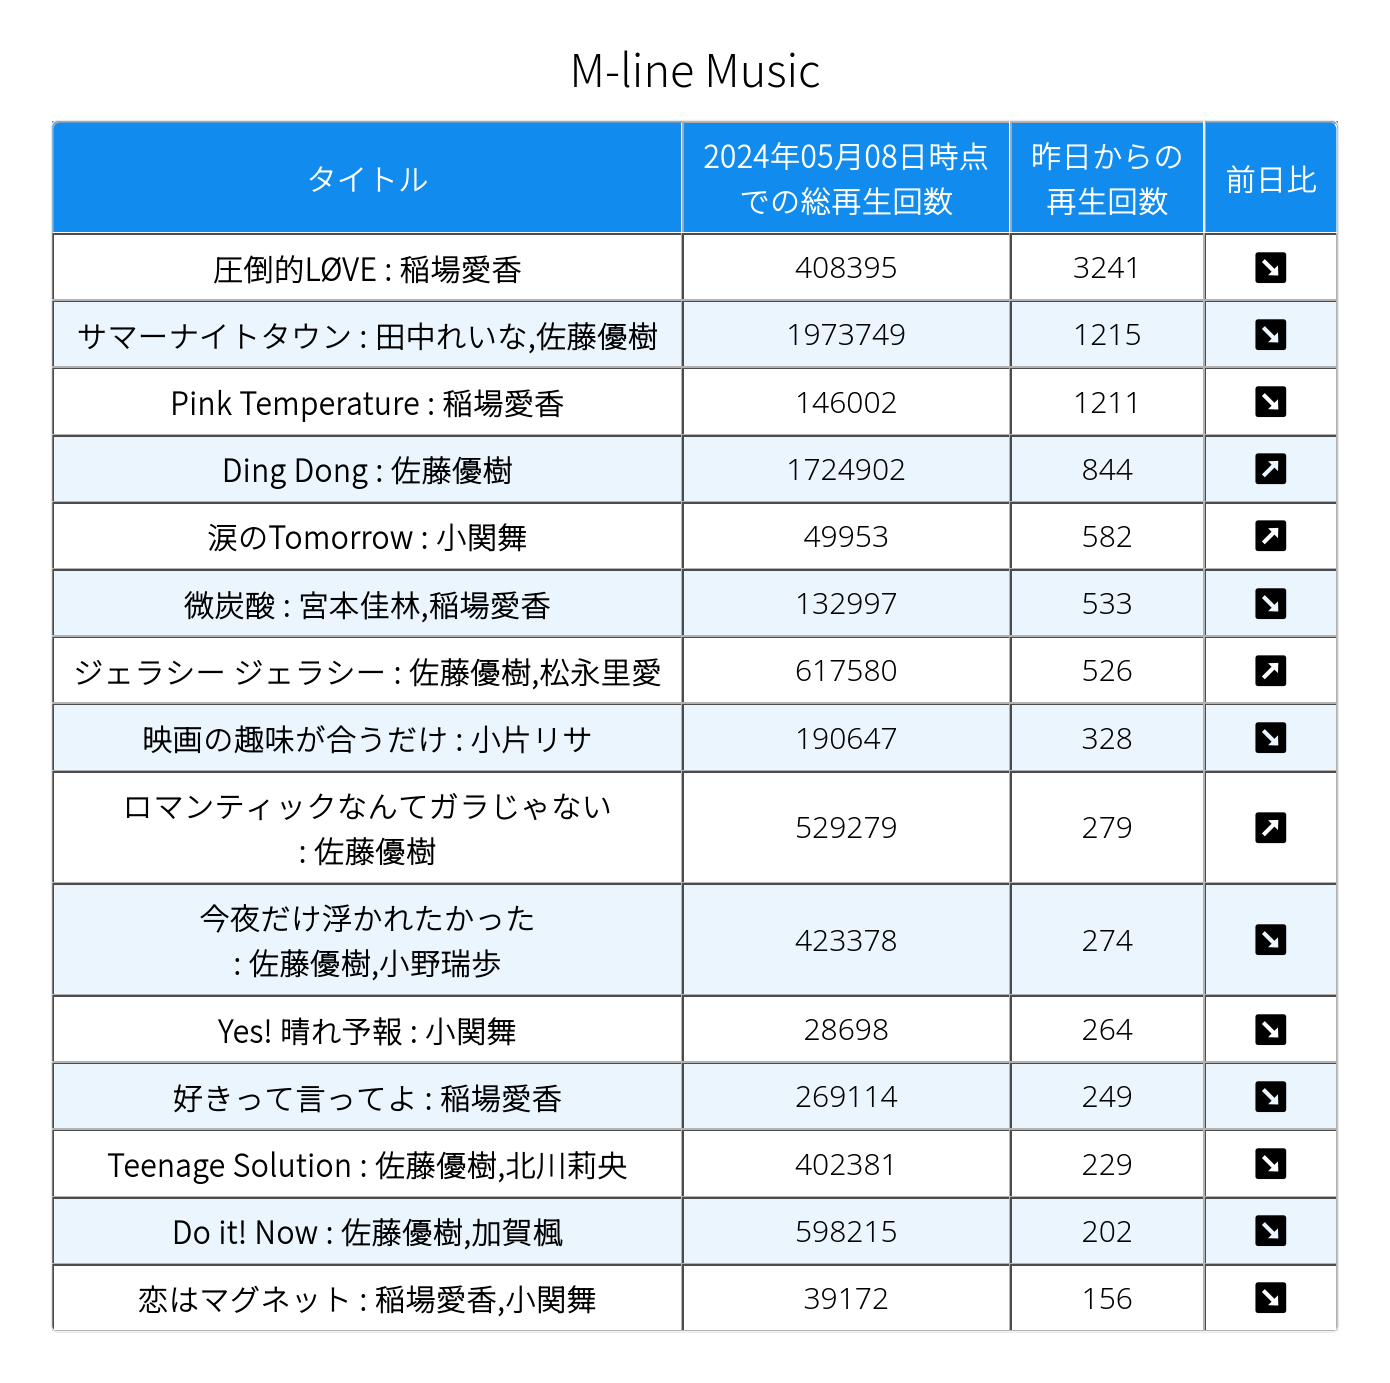 M-line Music
タイトル
2024年05月08日時点
での総再生回数
昨日からの
再生回数
前日比
圧倒的LØVE : 稲場愛香 408395 3241
サマーナイトタウン : 田中れいな,佐藤優樹 1973749 1215
Pink Temperature : 稲場愛香 146002 1211
Ding Dong : 佐藤優樹 1724902 844
涙のTomorrow : 小関舞 49953 582
微炭酸 : 宮本佳林,稲場愛香 132997 533
ジェラシー ジェラシー : 佐藤優樹,松永里愛 617580 526
映画の趣味が合うだけ : 小片リサ 190647 328
ロマンティックなんてガラじゃない
: 佐藤優樹 529279 279
今夜だけ浮かれたかった
: 佐藤優樹,小野瑞歩 423378 274
Yes! 晴れ予報 : 小関舞 28698 264
好きって言ってよ : 稲場愛香 269114 249
Teenage Solution : 佐藤優樹,北川莉央 402381 229
Do it! Now : 佐藤優樹,加賀楓 598215 202
恋はマグネット : 稲場愛香,小関舞 39172 156